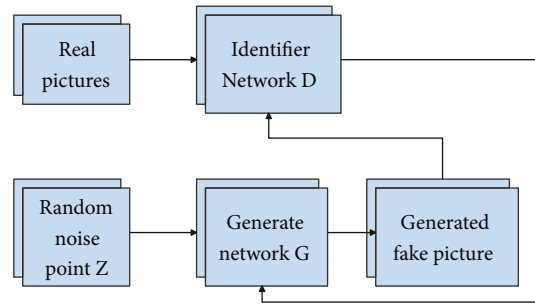 Real
pictures
Identifier
Network D
Random
noise
point Z
Generate
network G
Generated
fake picture